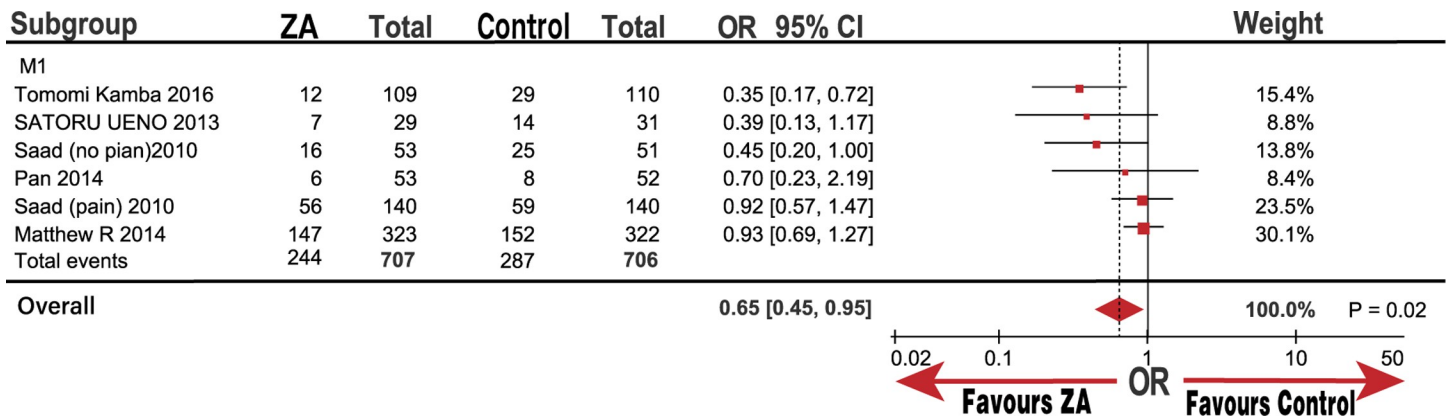 Subgroup ZA Total Control Total OR 95% CI Weight
M1
Tomomi Kamba 2016 12 109 29 110 0.35 [0.17, 0.72] 15.4%
SATORU UENO 2013 7 29 14 31 0.39 [0.13, 1.17] 8.8%
Saad (no pian)2010 16 53 25 51 0.45 [0.20, 1.00] 13.8%
Pan 2014 6 53 8 52 0.70 [0.23, 2.19] 8.4%
Saad (pain) 2010 56 140 59 140 0.92 [0.57, 1.47] 23.5%
Matthew R 2014 147 323 152 322 0.93 [0.69, 1.27] 30.1%
Total events 244 707 287 706
Overall 0.65 [0.45, 0.95] 100.0% P = 0.02
0.02 0.1 1 10 50
OR
Favours ZA Favours Control